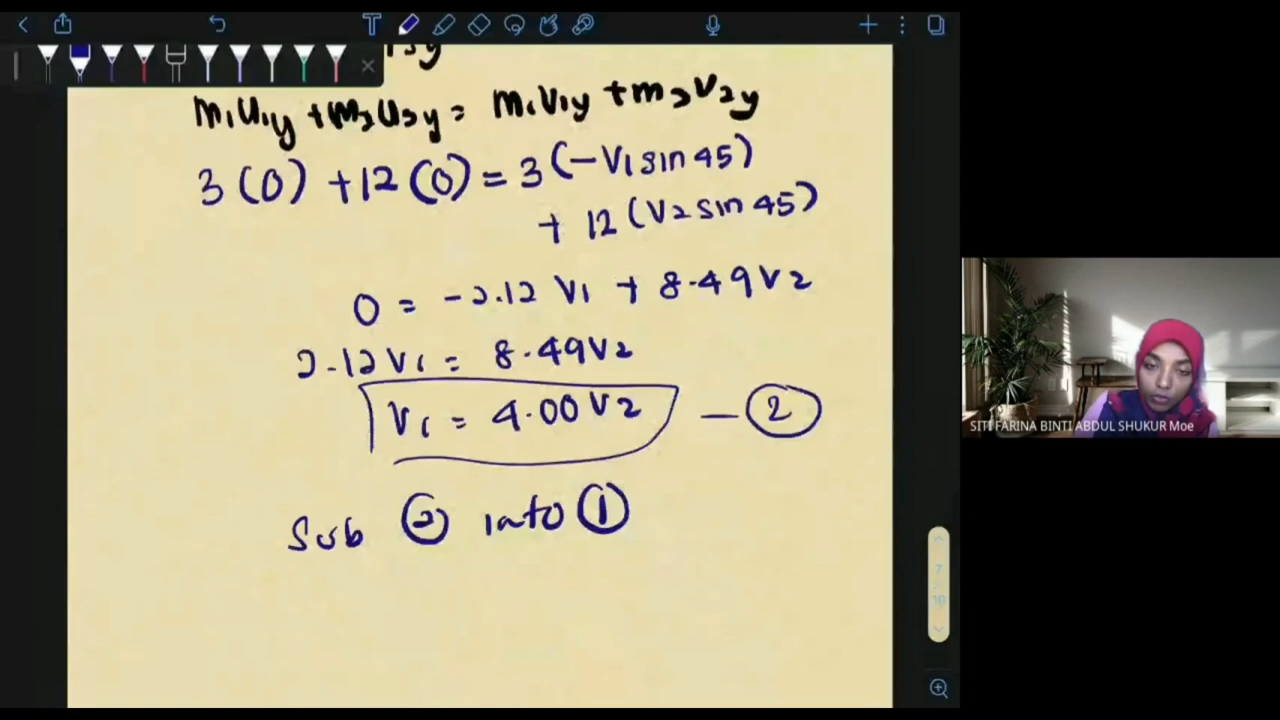 m₁u₁y + m₂u₂y = m₁v₁y + m₂v₂y
3(0) + 12(0) = 3(-v₁ sin 45)
+ 12 (v₂ sin 45)
0 = -2.12 v₁ + 8.49 v₂
2.12 v₁ = 8.49 v₂
v₁ = 4.00 v₂ — ②
Sub ② into ①
7
10
SITI FARINA BINTI ABDUL SHUKUR Moe